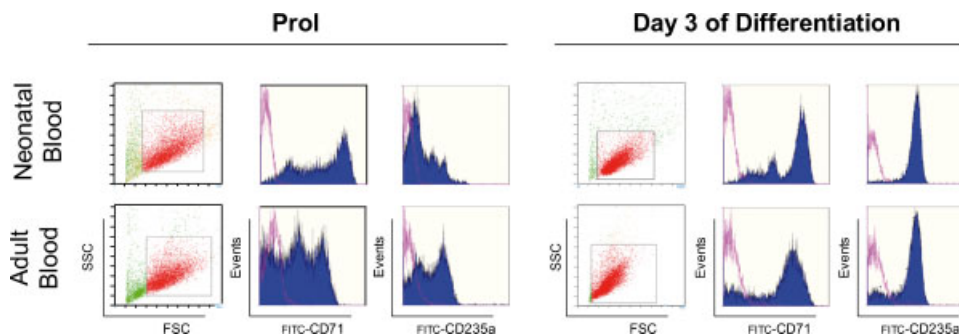 Prol
Day 3 of Differentiation
Neonatal
Blood
Adult
Blood
SSC
FSC
Events
FITC-CD71
Events
FITC-CD235a
SSC
FSC
Events
FITC-CD71
Events
FITC-CD235a